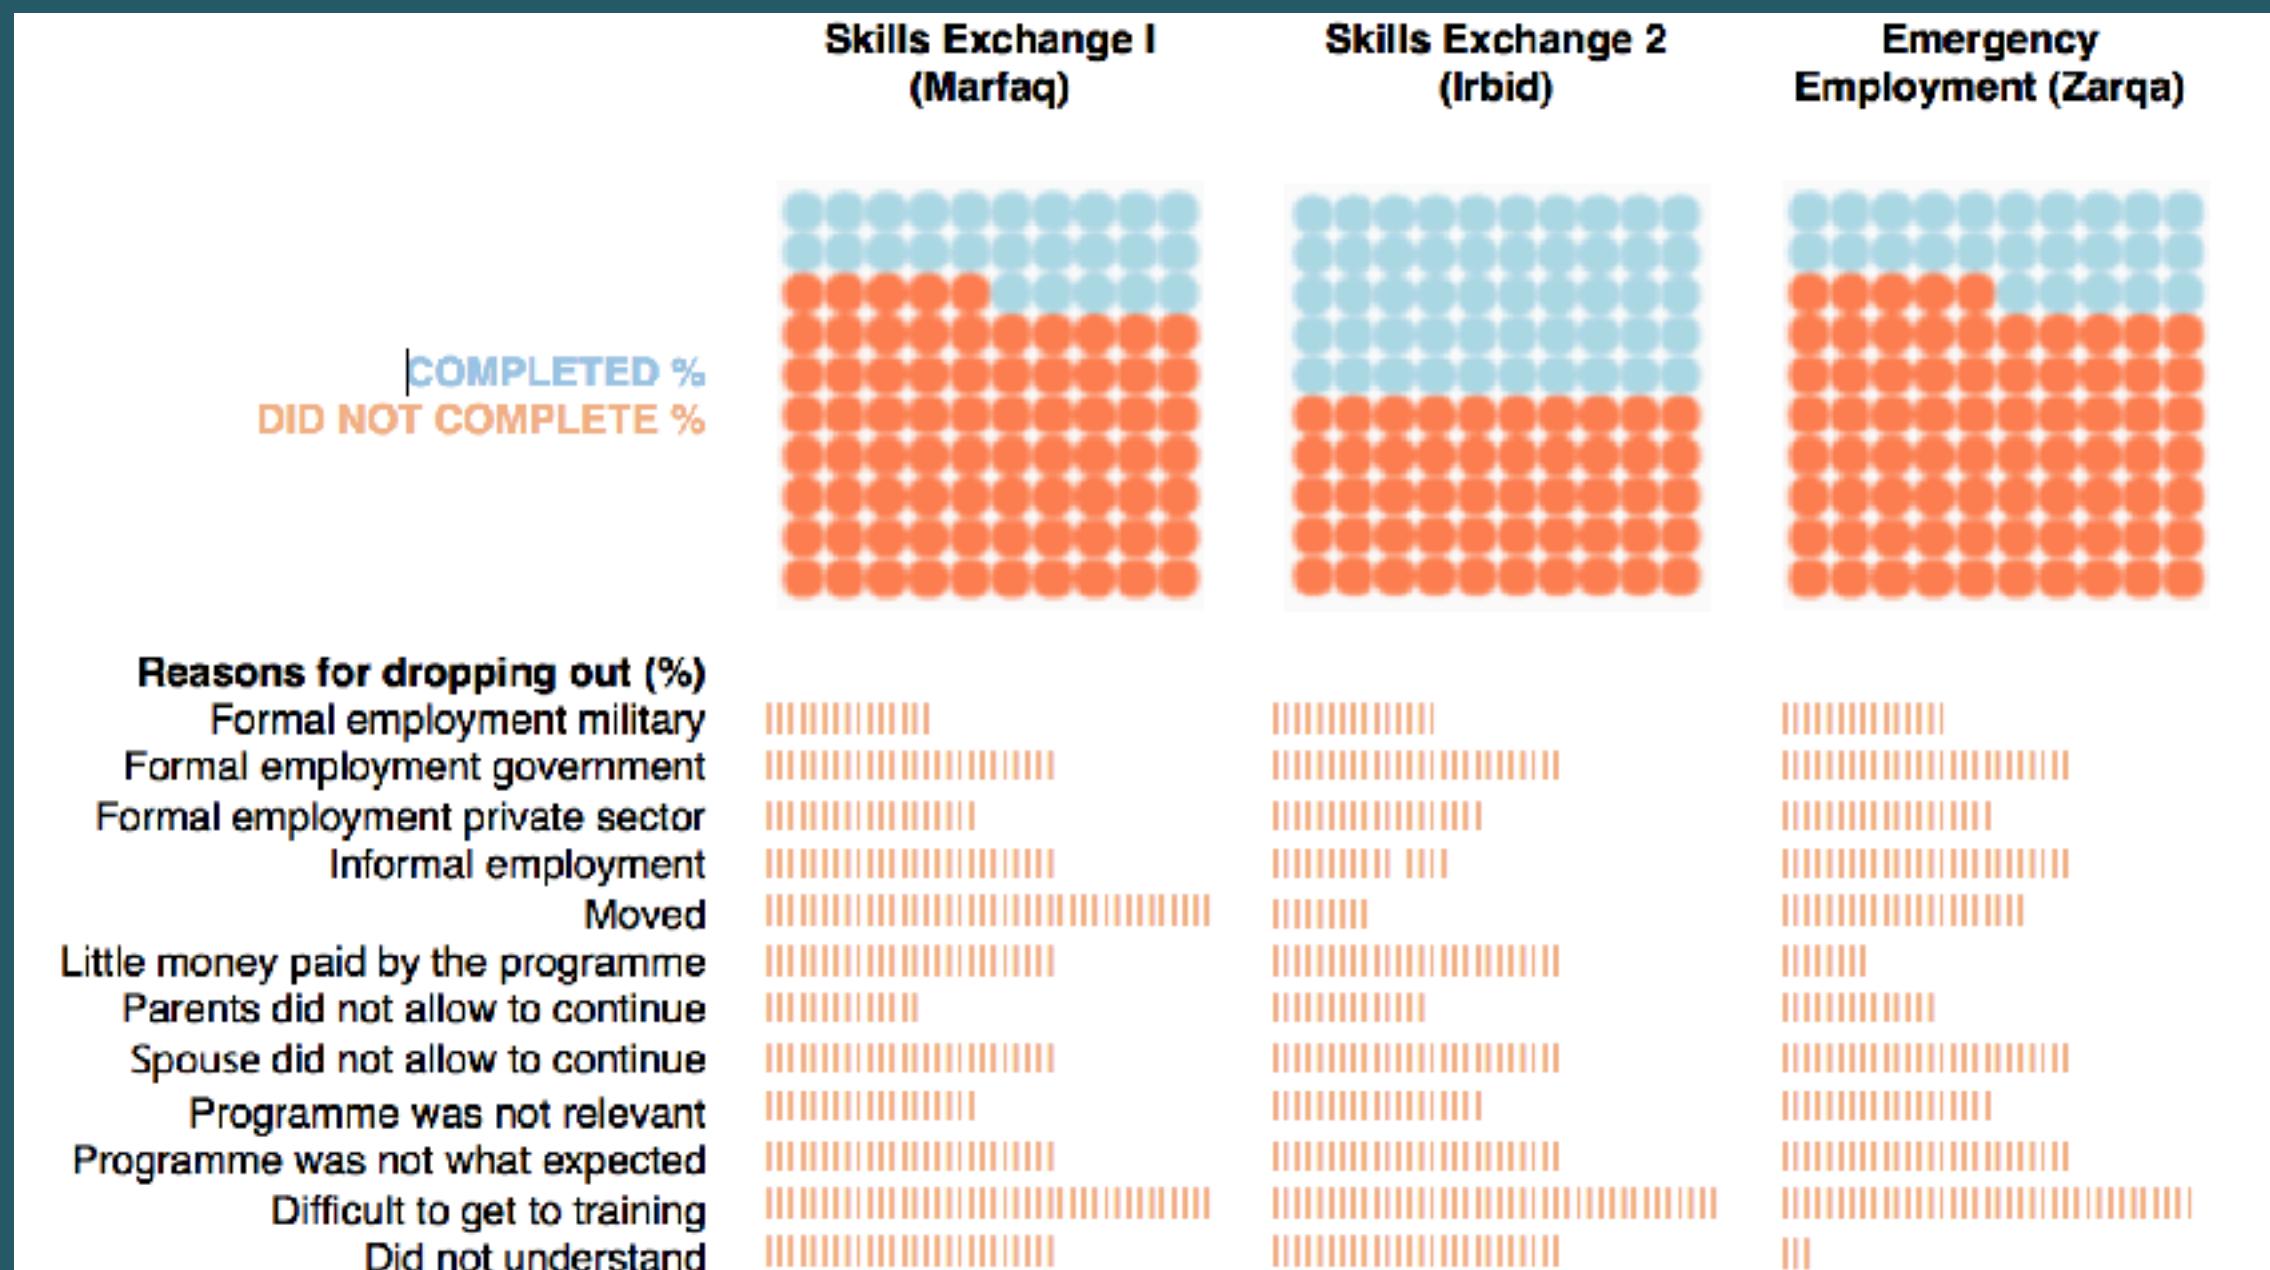 Skills Exchange I
(Marfaq)
Skills Exchange 2
(Irbid)
Emergency
Employment (Zarqa)
COMPLETED %
DID NOT COMPLETE %
Reasons for dropping out (%)
Formal employment military
Formal employment government
Formal employment private sector
Informal employment
Moved
Little money paid by the programme
Parents did not allow to continue
Spouse did not allow to continue
Programme was not relevant
Programme was not what expected
Difficult to get to training
Did not understand